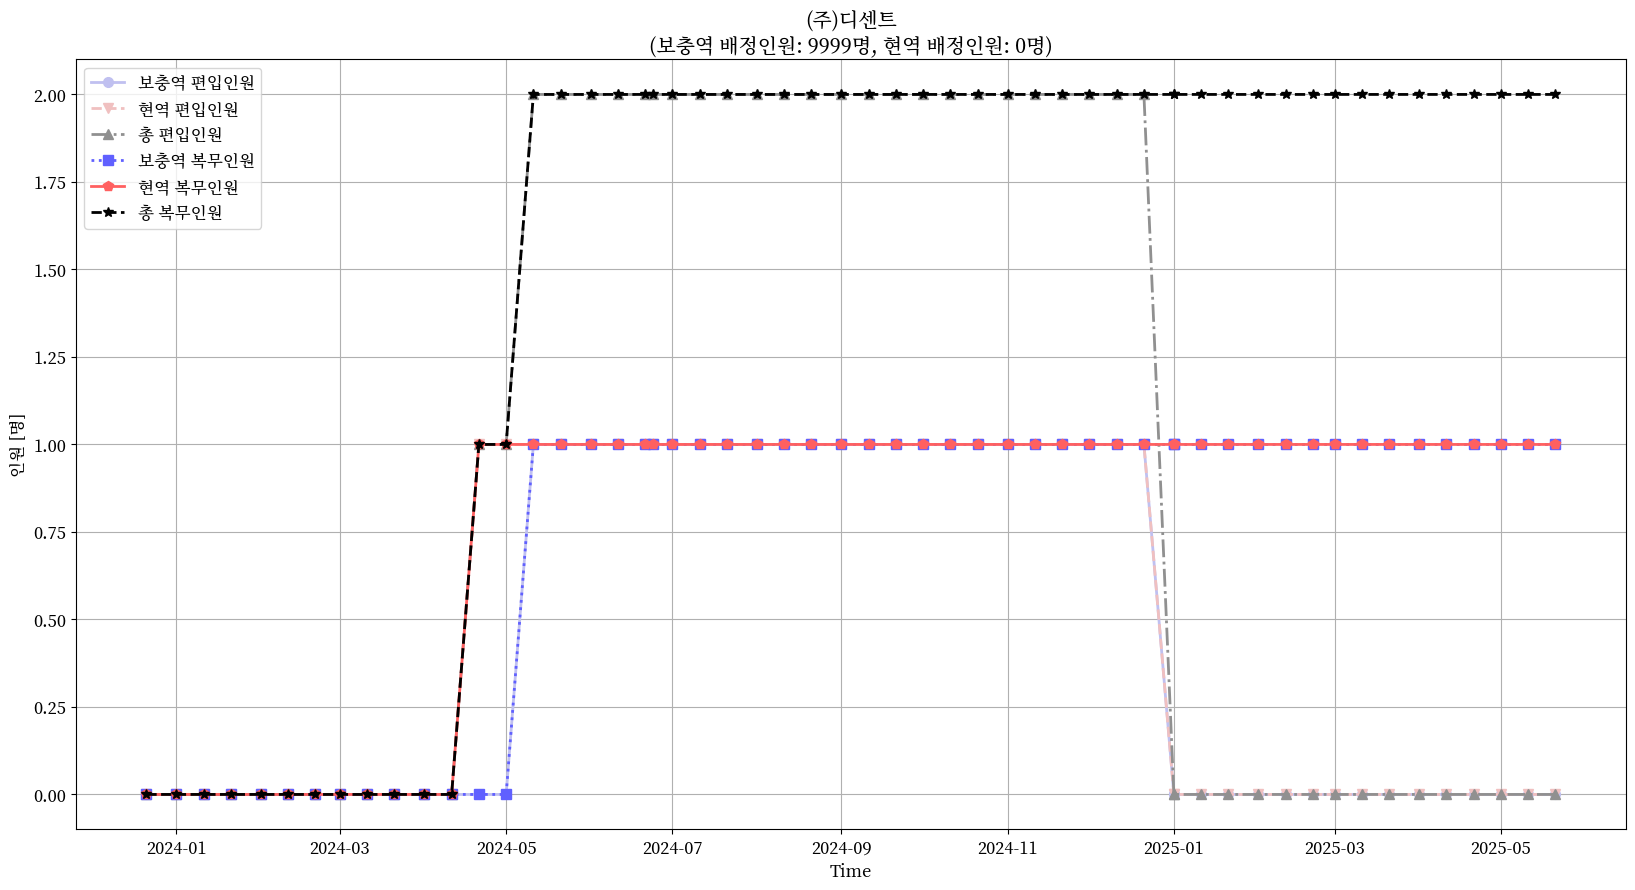 (주)디센트
(보충역 배정인원: 9999명, 현역 배정인원: 0명)
보충역 편입인원
현역 편입인원
총 편입인원
보충역 복무인원
현역 복무인원
총 복무인원
2.00
1.75
1.50
1.25
1.00
0.75
0.50
0.25
0.00
인원 [명]
2024-01 2024-03 2024-05 2024-07 2024-09 2024-11 2025-01 2025-03 2025-05
Time